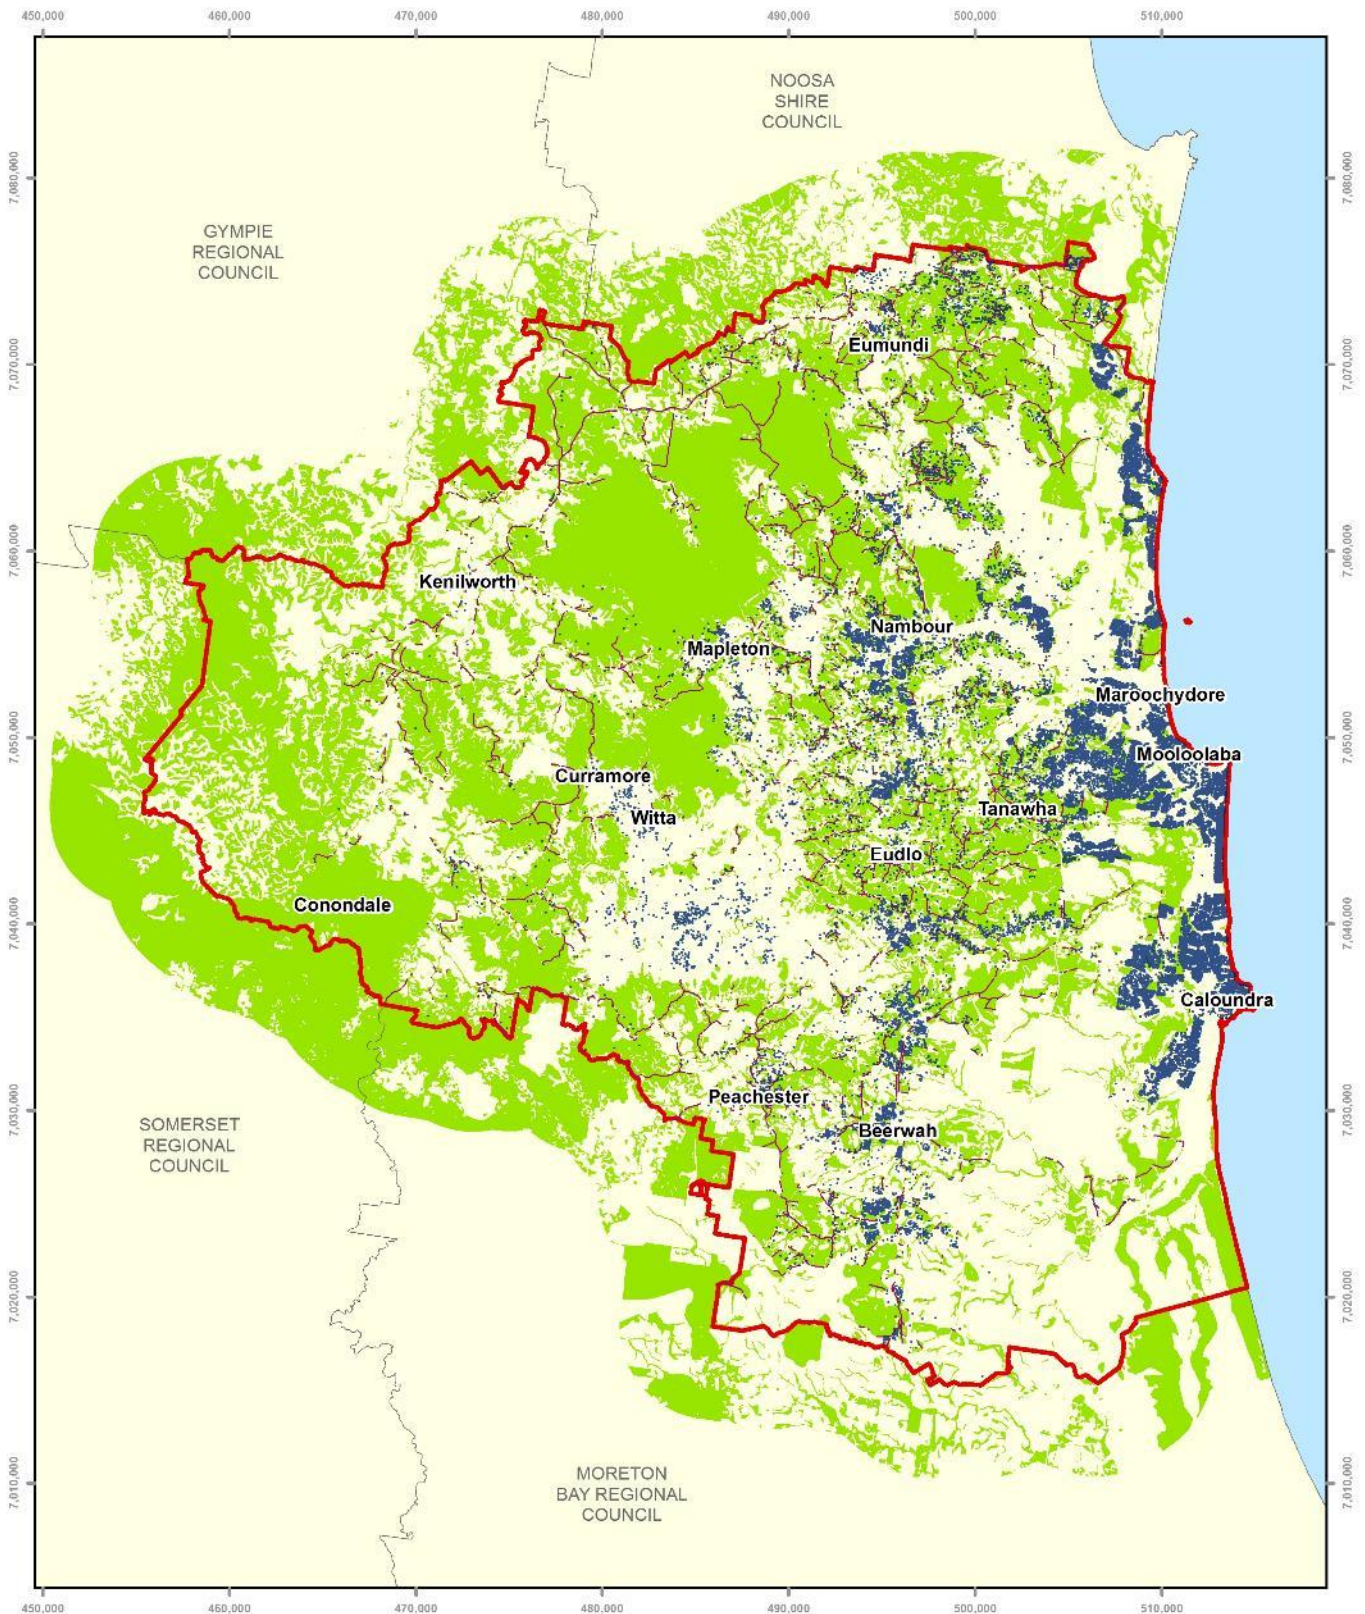 450,000 460,000 470,000 480,000 490,000 500,000 510,000
NOOSA
SHIRE
COUNCIL
7,080,000 7,080,000
GYMPIE
REGIONAL
COUNCIL
Eumundi
7,070,000 7,070,000
7,060,000 7,060,000
Kenilworth
Nambour
Mapleton
Maroochydore
7,050,000 7,050,000
Mooloolaba
Curramore
Tanawha
Witta
Eudlo
Conondale
7,040,000 7,040,000
Caloundra
Peachester
7,030,000 7,030,000
Beerwah
SOMERSET
REGIONAL
COUNCIL
7,020,000 7,020,000
MORETON
BAY REGIONAL
COUNCIL
7,010,000 7,010,000
450,000 460,000 470,000 480,000 490,000 500,000 510,000